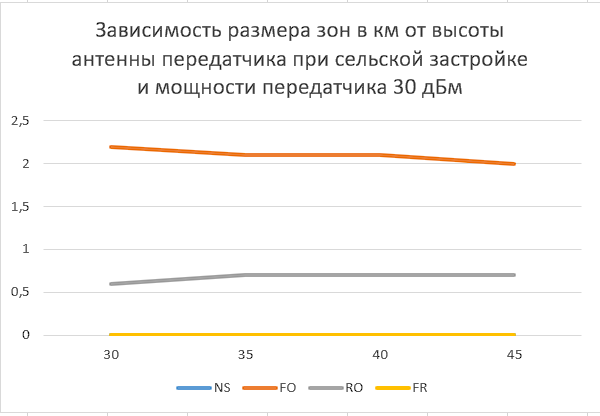 Зависимость размера зон в км от высоты
антенны передатчика при сельской застройке
и мощности передатчика 30 дБм
2,5
2
1,5
1
0,5
0
30 35 40 45
NS FO RO FR